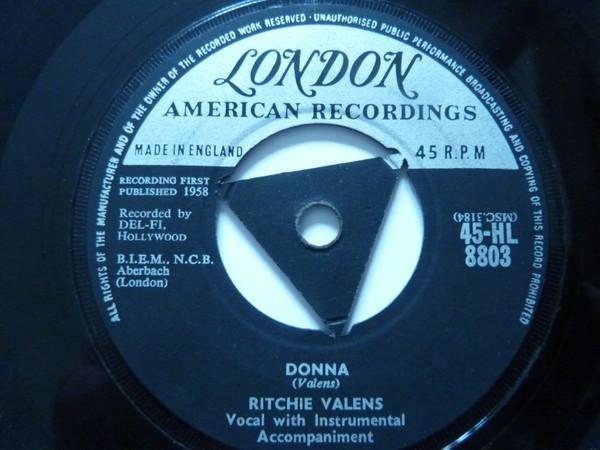 ALL RIGHTS OF THE MANUFACTURER AND OF THE OWNER OF THE RECORDED WORK RESERVED · UNAUTHORISED PUBLIC PERFORMANCE BROADCASTING AND COPYING OF THIS RECORD PROHIBITED
LONDON
AMERICAN RECORDINGS
MADE IN ENGLAND
45 R.P.M
RECORDING FIRST
PUBLISHED 1958
Recorded by
DEL-FI,
HOLLYWOOD
B.I.E.M., N.C.B.
Aberbach
(London)
(MSC.3184)
45-HL
8803
DONNA
(Valens)
RITCHIE VALENS
Vocal with Instrumental
Accompaniment